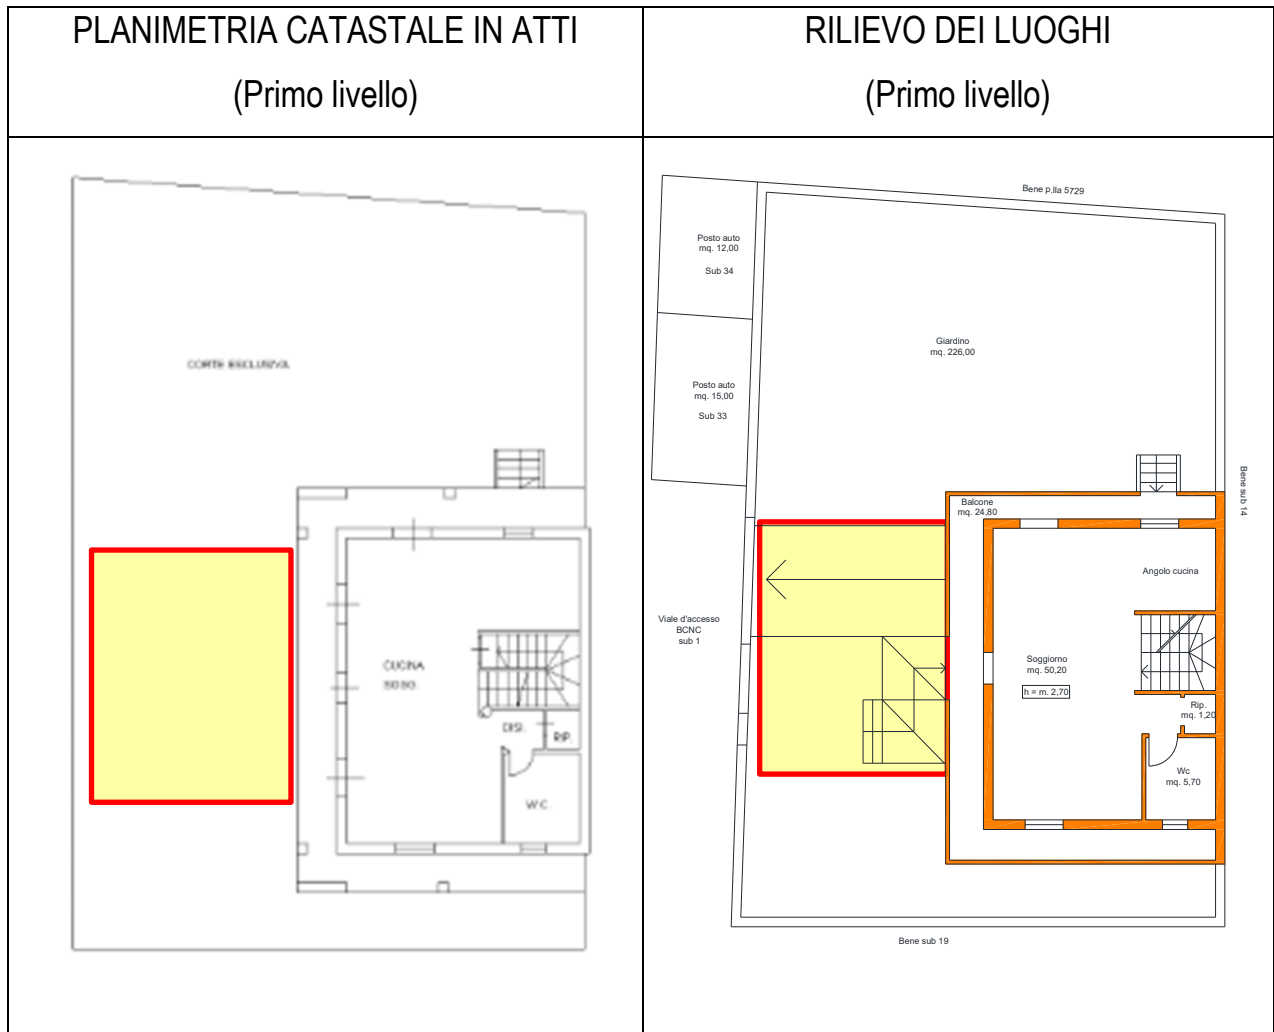 PLANIMETRIA CATASTALE IN ATTI
(Primo livello)
RILIEVO DEI LUOGHI
(Primo livello)
CORTE ESCLUSIVA
CUCINA
SOGG.
DISI.
RIP.
W.C.
Bene p.lla 5729
Posto auto
mq. 12,00
Sub 34
Giardino
mq. 226,00
Posto auto
mq. 15,00
Sub 33
Bene sub 14
Balcone
mq. 24,80
Angolo cucina
Viale d'accesso
BCNC
sub 1
Soggiorno
mq. 50,20
h = m. 2,70
Rip.
mq. 1,20
Wc
mq. 5,70
Bene sub 19